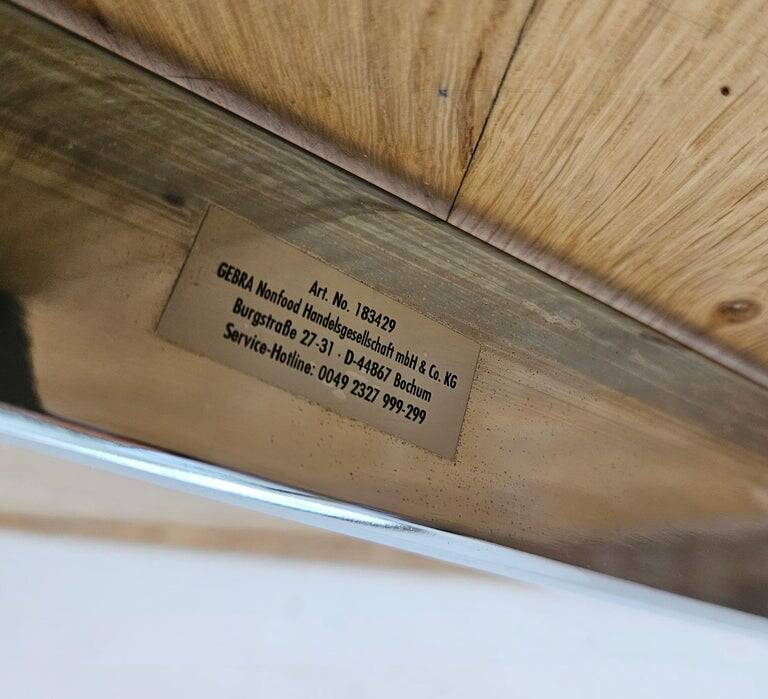 Art. No. 183429
GEBRA Nonfood Handelsgesellschaft mbH & Co. KG
Burgstraße 27-31 · D-44867 Bochum
Service-Hotline: 0049 2327 999-299